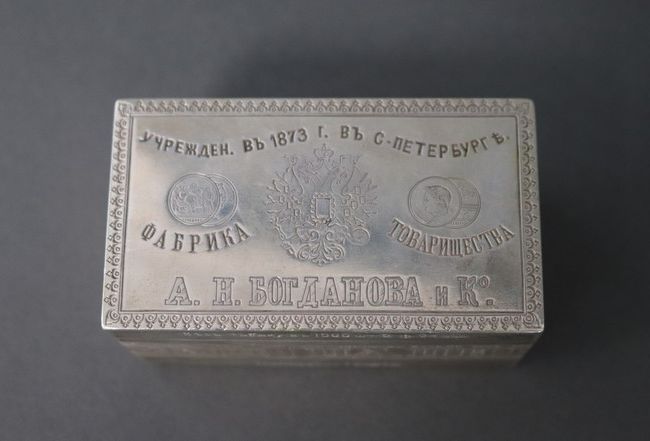 УЧРЕЖДЕН. ВЪ 1873 Г. ВЪ С-ПЕТЕРБУРГѢ.
ФАБРИКА ТОВАРИЩЕСТВА
А. Н. БОГДАНОВА и Ко.